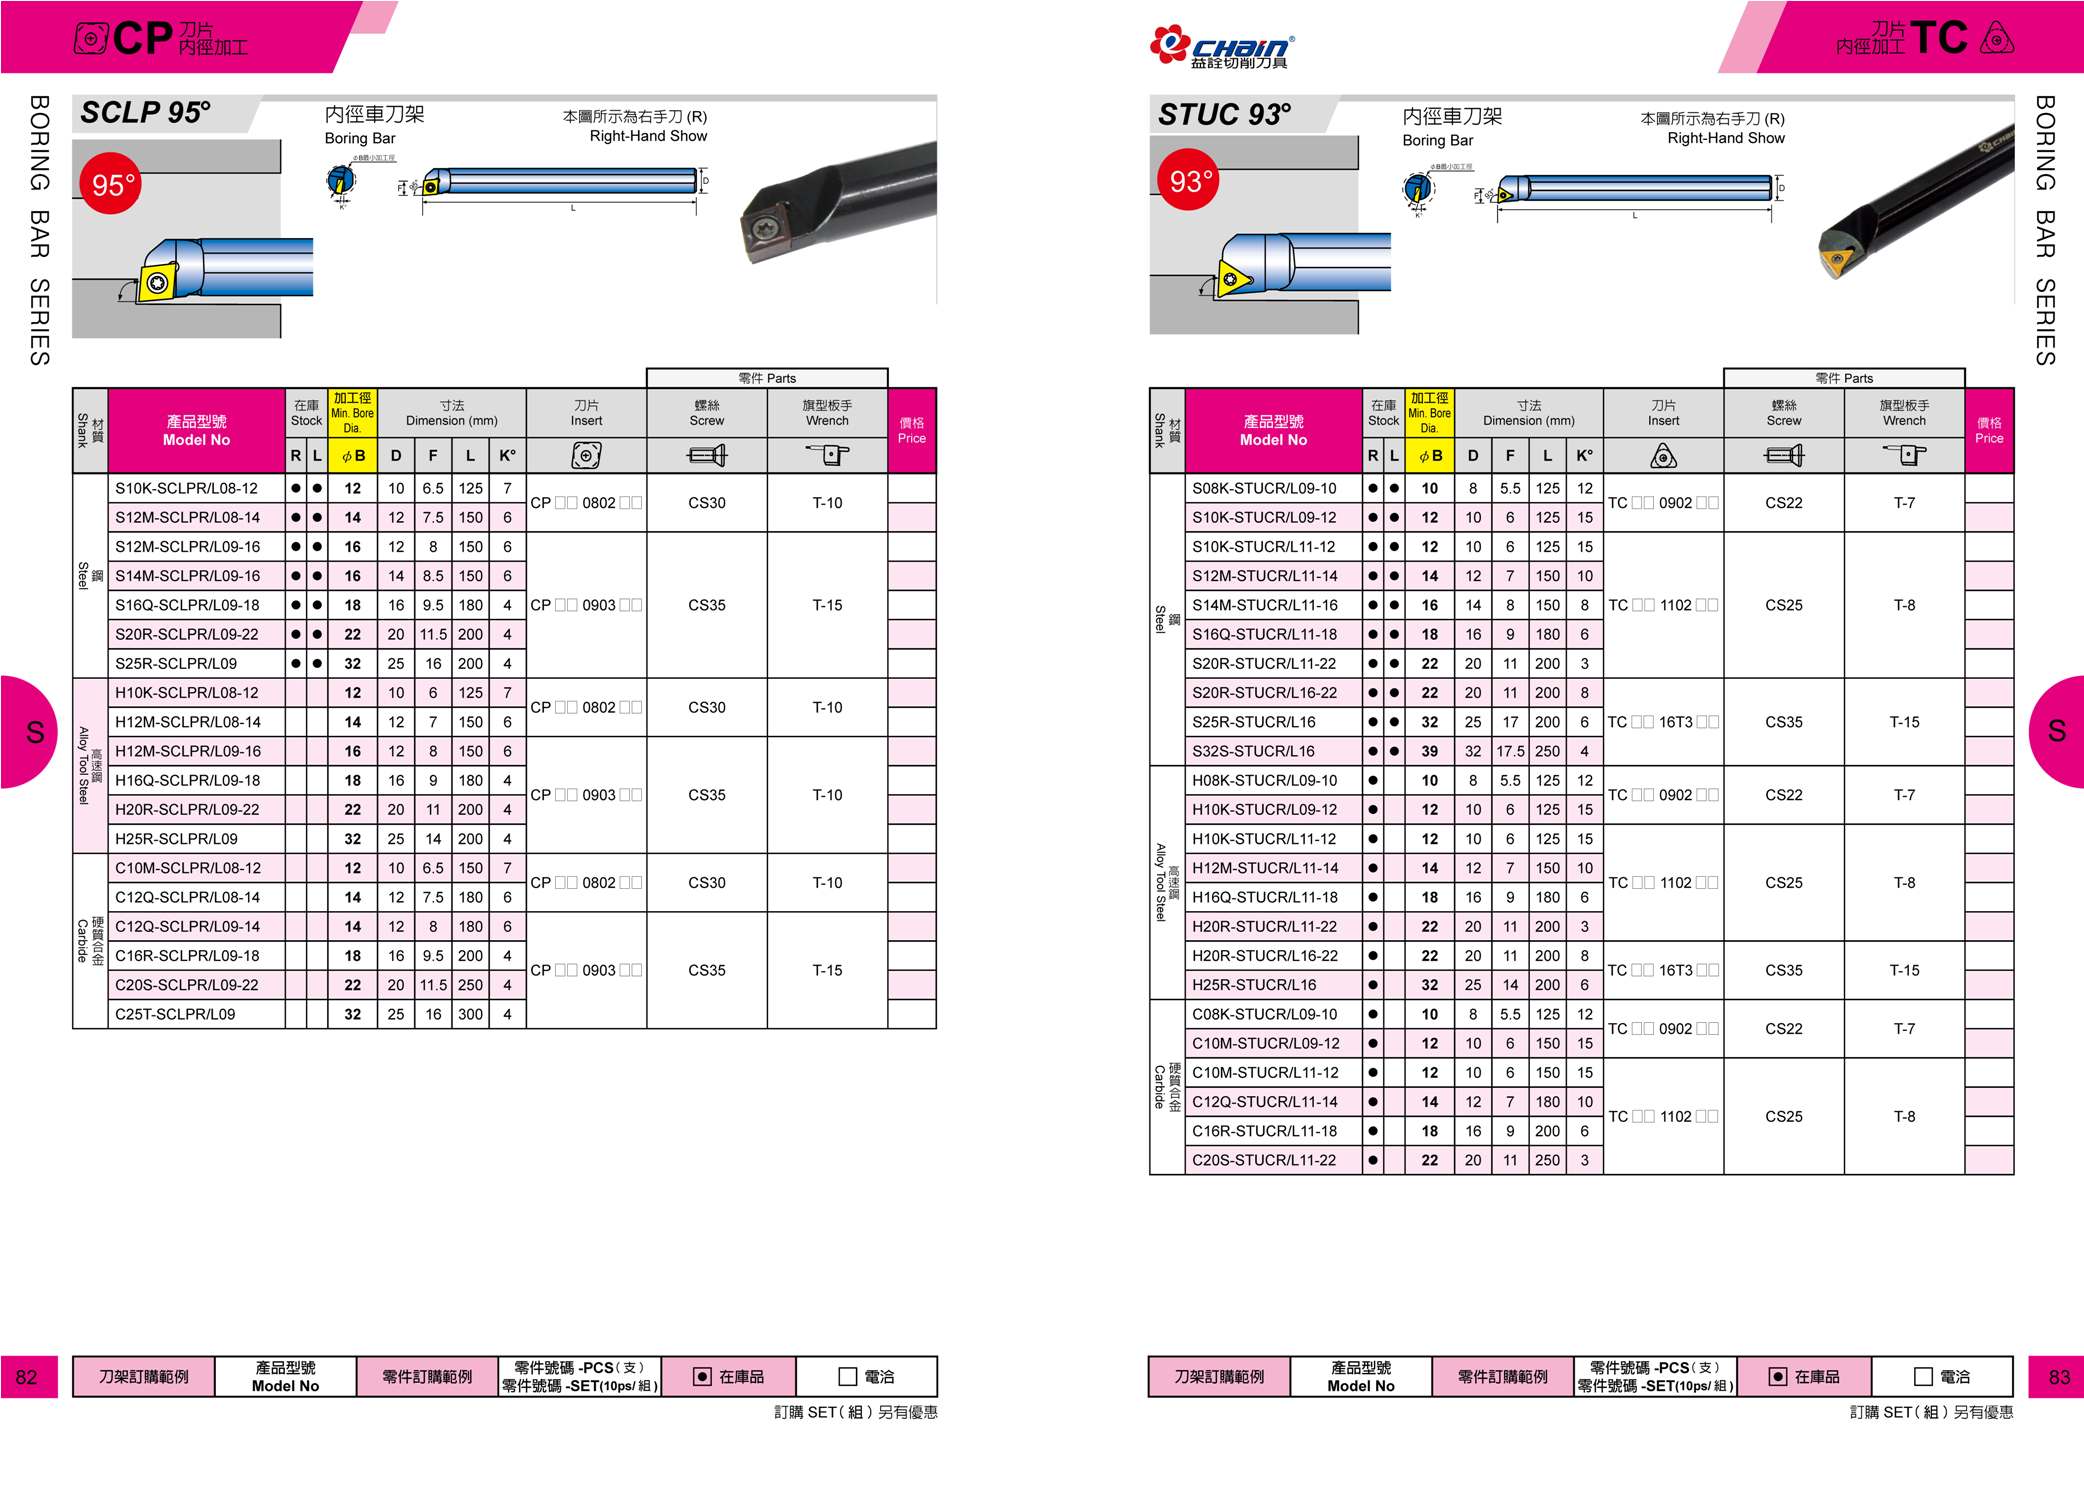 CP 刀片
內徑加工
BORING BAR SERIES
SCLP 95°
95°
內徑車刀架
Boring Bar
本圖所示為右手刀 (R)
Right-Hand Show
φB最小加工徑
K°
F
95°
L
D
零件 Parts
材質 Shank
產品型號 Model No
在庫 Stock
加工徑 Min. Bore Dia.
寸法 Dimension (mm)
刀片 Insert
螺絲 Screw
旗型板手 Wrench
價格 Price
R L φB D F L K°
鋼 Steel
S10K-SCLPR/L08-12 ● ● 12 10 6.5 125 7 CP □□ 0802 □□ CS30 T-10
S12M-SCLPR/L08-14 ● ● 14 12 7.5 150 6
S12M-SCLPR/L09-16 ● ● 16 12 8 150 6 CP □□ 0903 □□ CS35 T-15
S14M-SCLPR/L09-16 ● ● 16 14 8.5 150 6
S16Q-SCLPR/L09-18 ● ● 18 16 9.5 180 4
S20R-SCLPR/L09-22 ● ● 22 20 11.5 200 4
S25R-SCLPR/L09 ● ● 32 25 16 200 4
高速鋼 Alloy Tool Steel
H10K-SCLPR/L08-12 12 10 6 125 7 CP □□ 0802 □□ CS30 T-10
H12M-SCLPR/L08-14 14 12 7 150 6
H12M-SCLPR/L09-16 16 12 8 150 6 CP □□ 0903 □□ CS35 T-10
H16Q-SCLPR/L09-18 18 16 9 180 4
H20R-SCLPR/L09-22 22 20 11 200 4
H25R-SCLPR/L09 32 25 14 200 4
硬質合金 Carbide
C10M-SCLPR/L08-12 12 10 6.5 150 7 CP □□ 0802 □□ CS30 T-10
C12Q-SCLPR/L08-14 14 12 7.5 180 6
C12Q-SCLPR/L09-14 14 12 8 180 6 CP □□ 0903 □□ CS35 T-15
C16R-SCLPR/L09-18 18 16 9.5 200 4
C20S-SCLPR/L09-22 22 20 11.5 250 4
C25T-SCLPR/L09 32 25 16 300 4
S
82
刀架訂購範例
產品型號
Model No
零件訂購範例
零件號碼 -PCS（支）
零件號碼 -SET(10ps/ 組 )
● 在庫品
□ 電洽
訂購 SET（ 組 ）另有優惠
eCHain®
益詮切削刀具
刀片
內徑加工 TC
BORING BAR SERIES
STUC 93°
93°
內徑車刀架
Boring Bar
本圖所示為右手刀 (R)
Right-Hand Show
φB最小加工徑
K°
F
93°
L
D
CHAIN
零件 Parts
材質 Shank
產品型號 Model No
在庫 Stock
加工徑 Min. Bore Dia.
寸法 Dimension (mm)
刀片 Insert
螺絲 Screw
旗型板手 Wrench
價格 Price
R L φB D F L K°
鋼 Steel
S08K-STUCR/L09-10 ● ● 10 8 5.5 125 12 TC □□ 0902 □□ CS22 T-7
S10K-STUCR/L09-12 ● ● 12 10 6 125 15
S10K-STUCR/L11-12 ● ● 12 10 6 125 15 TC □□ 1102 □□ CS25 T-8
S12M-STUCR/L11-14 ● ● 14 12 7 150 10
S14M-STUCR/L11-16 ● ● 16 14 8 150 8
S16Q-STUCR/L11-18 ● ● 18 16 9 180 6
S20R-STUCR/L11-22 ● ● 22 20 11 200 3
S20R-STUCR/L16-22 ● ● 22 20 11 200 8 TC □□ 16T3 □□ CS35 T-15
S25R-STUCR/L16 ● ● 32 25 17 200 6
S32S-STUCR/L16 ● ● 39 32 17.5 250 4
高速鋼 Alloy Tool Steel
H08K-STUCR/L09-10 ● 10 8 5.5 125 12 TC □□ 0902 □□ CS22 T-7
H10K-STUCR/L09-12 ● 12 10 6 125 15
H10K-STUCR/L11-12 ● 12 10 6 125 15 TC □□ 1102 □□ CS25 T-8
H12M-STUCR/L11-14 ● 14 12 7 150 10
H16Q-STUCR/L11-18 ● 18 16 9 180 6
H20R-STUCR/L11-22 ● 22 20 11 200 3
H20R-STUCR/L16-22 ● 22 20 11 200 8 TC □□ 16T3 □□ CS35 T-15
H25R-STUCR/L16 ● 32 25 14 200 6
硬質合金 Carbide
C08K-STUCR/L09-10 ● 10 8 5.5 125 12 TC □□ 0902 □□ CS22 T-7
C10M-STUCR/L09-12 ● 12 10 6 150 15
C10M-STUCR/L11-12 ● 12 10 6 150 15 TC □□ 1102 □□ CS25 T-8
C12Q-STUCR/L11-14 ● 14 12 7 180 10
C16R-STUCR/L11-18 ● 18 16 9 200 6
C20S-STUCR/L11-22 ● 22 20 11 250 3
S
刀架訂購範例
產品型號
Model No
零件訂購範例
零件號碼 -PCS（支）
零件號碼 -SET(10ps/ 組 )
● 在庫品
□ 電洽
83
訂購 SET（ 組 ）另有優惠